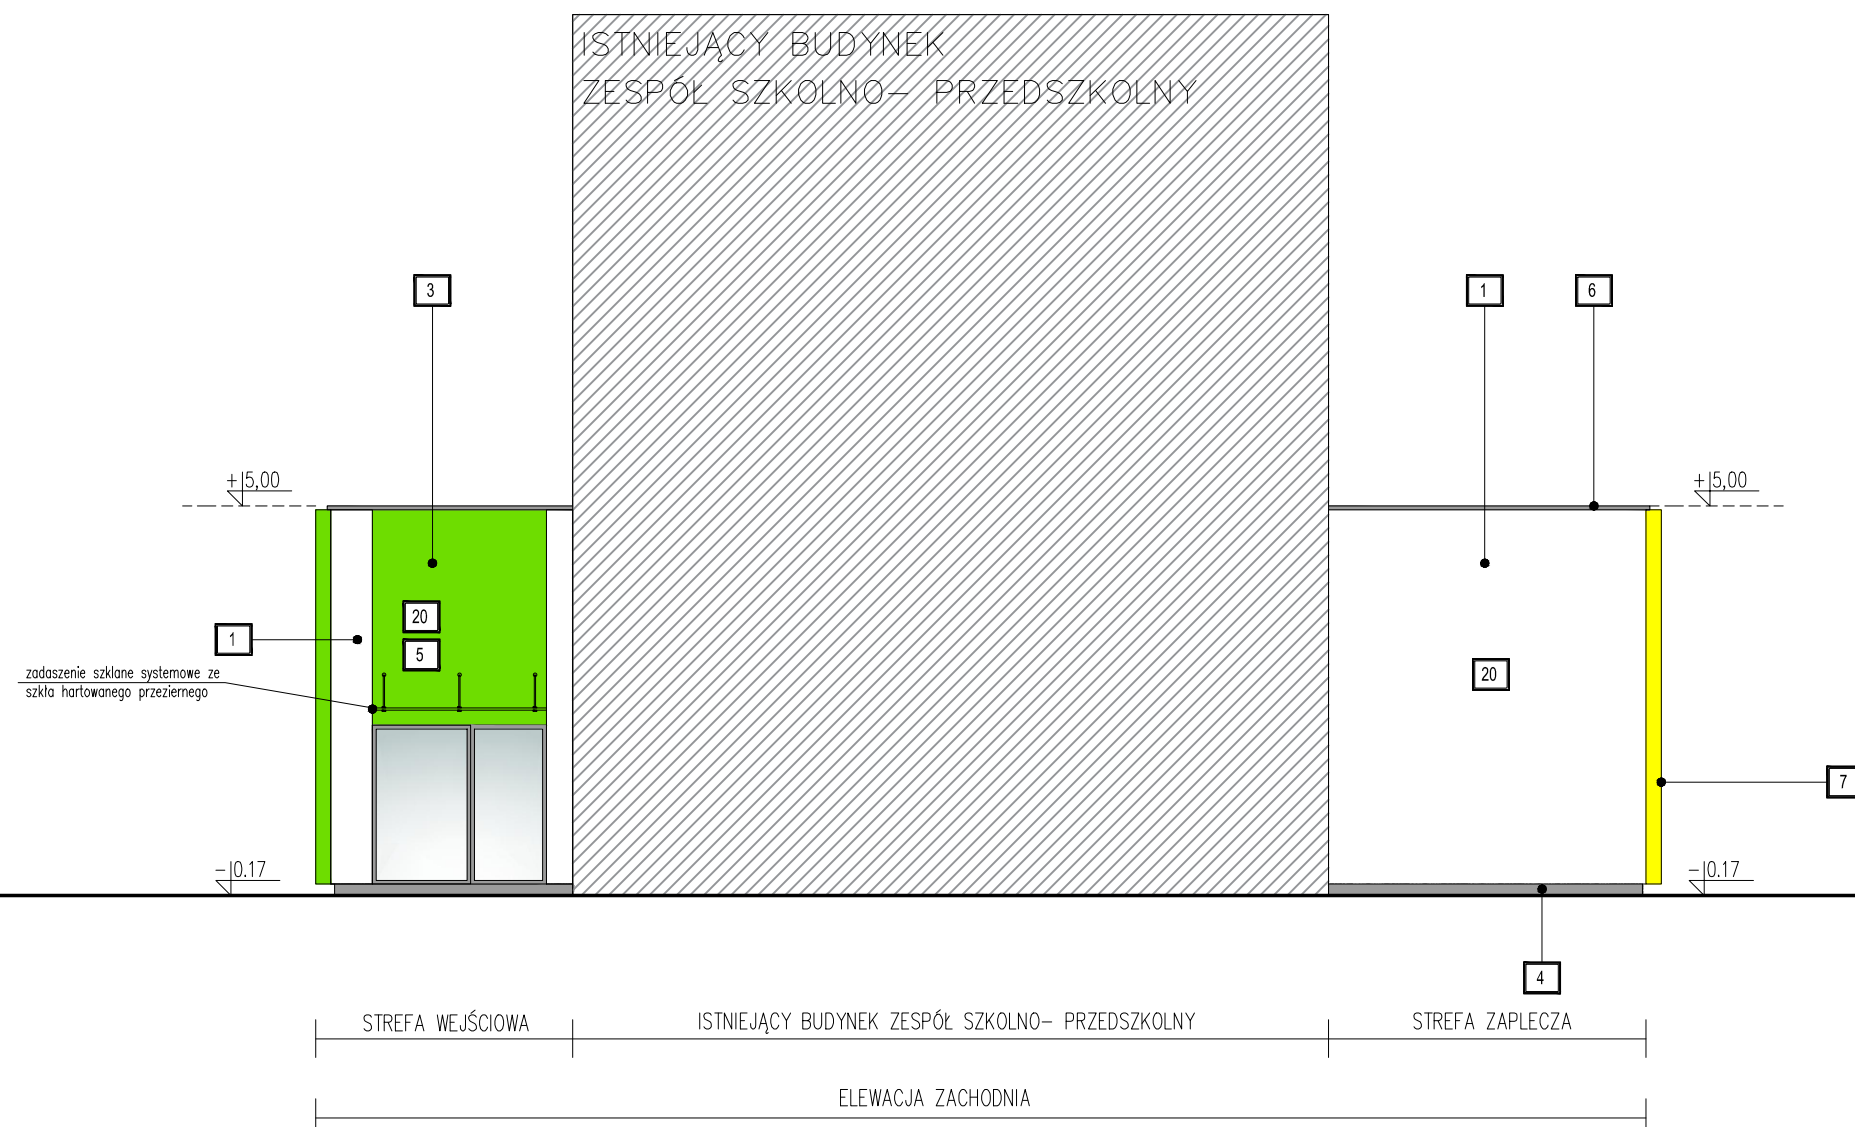 ISTNIEJĄCY BUDYNEK
ZESPÓŁ SZKOLNO- PRZEDSZKOLNY
3
1
6
+5,00
+5,00
20
5
1
zadaszenie szklane systemowe ze
szkła hartowanego przeziernego
20
7
-0.17
-0.17
4
STREFA WEJŚCIOWA
ISTNIEJĄCY BUDYNEK ZESPÓŁ SZKOLNO- PRZEDSZKOLNY
STREFA ZAPLECZA
ELEWACJA ZACHODNIA